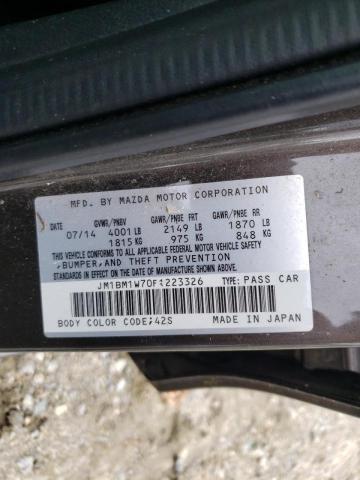 MFD. BY MAZDA MOTOR CORPORATION
DATE GVWR/PNBV GAWR/PNBE FRT GAWR/PNBE RR
07/14 4001 LB 2149 LB 1870 LB
1815 KG 975 KG 848 KG
THIS VEHICLE CONFORMS TO ALL
APPLICABLE FEDERAL MOTOR VEHICLE SAFETY,
BUMPER, AND THEFT PREVENTION
STANDARDS IN EFFECT ON THE DATE OF MANUFACTURE SHOWN ABOVE.
TYPE: PASS CAR
BODY COLOR CODE:42S MADE IN JAPAN